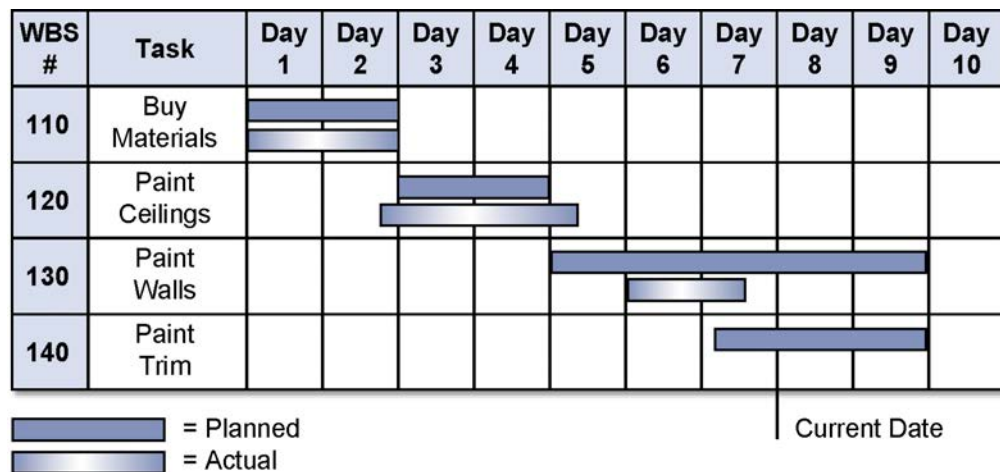 WBS # Task Day 1 Day 2 Day 3 Day 4 Day 5 Day 6 Day 7 Day 8 Day 9 Day 10
110 Buy Materials
120 Paint Ceilings
130 Paint Walls
140 Paint Trim
= Planned
Current Date
= Actual